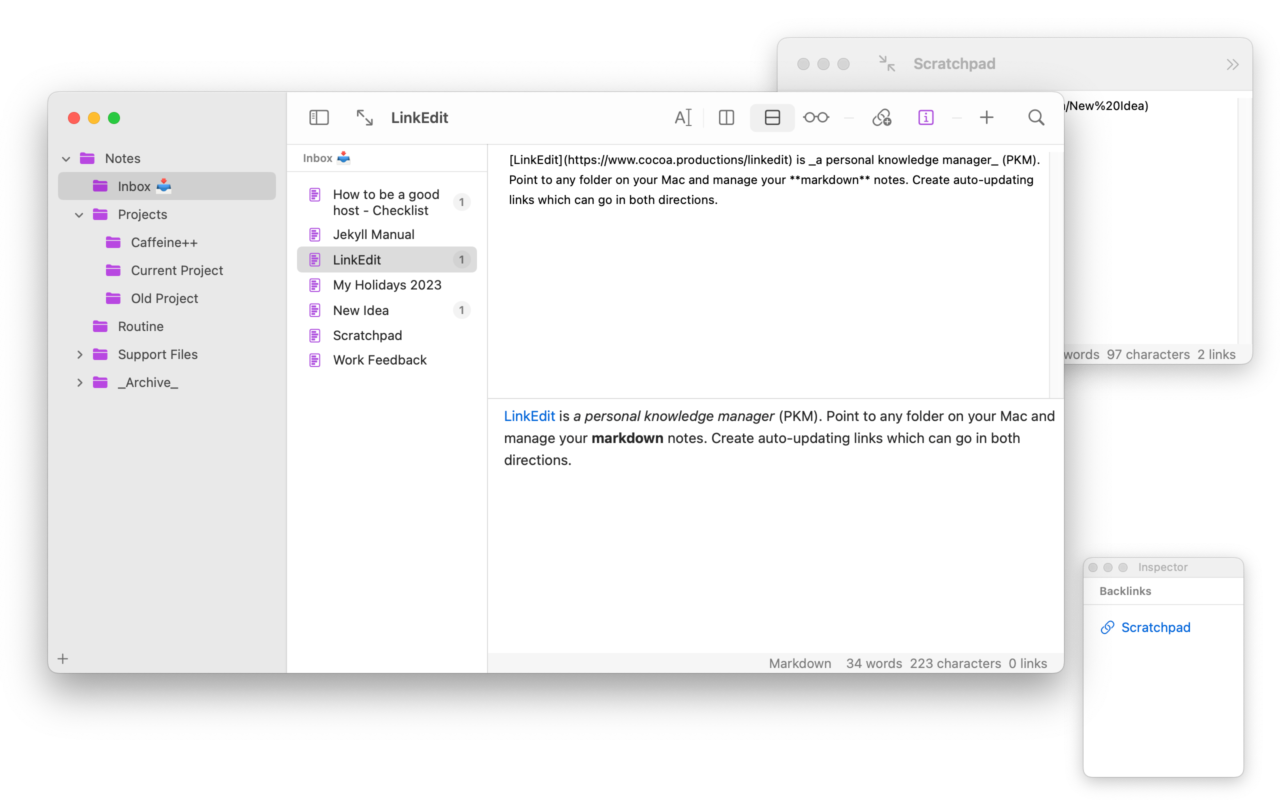 Scratchpad
/New%20Idea)
words 97 characters 2 links
LinkEdit
Notes
Inbox
Projects
Caffeine++
Current Project
Old Project
Routine
Support Files
_Archive_
Inbox
How to be a good
host - Checklist
1
Jekyll Manual
LinkEdit
1
My Holidays 2023
New Idea
1
Scratchpad
Work Feedback
[LinkEdit](https://www.cocoa.productions/linkedit) is _a personal knowledge manager_ (PKM).
Point to any folder on your Mac and manage your **markdown** notes. Create auto-updating
links which can go in both directions.
LinkEdit is a personal knowledge manager (PKM). Point to any folder on your Mac and
manage your markdown notes. Create auto-updating links which can go in both
directions.
Markdown 34 words 223 characters 0 links
Inspector
Backlinks
Scratchpad